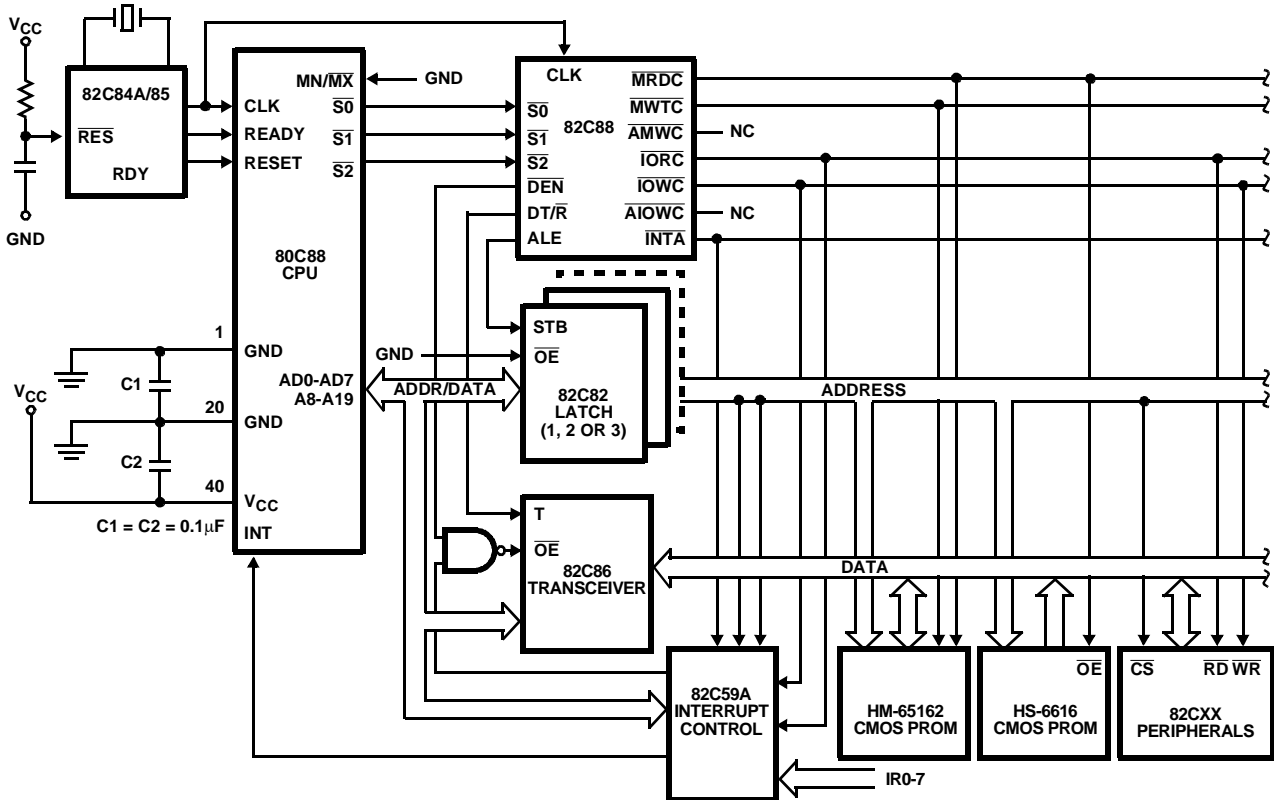 VCC
82C84A/85
RES
RDY
GND
MN/MX
GND
CLK
S0
READY
S1
RESET
S2
80C88
CPU
1
GND
C1
AD0-AD7
A8-A19
VCC
20
GND
C2
40
VCC
C1 = C2 = 0.1μF
INT
CLK
MRDC
S0
MWTC
82C88
S1
AMWC
NC
S2
IORC
DEN
IOWC
DT/R
AIOWC
NC
ALE
INTA
STB
GND
OE
ADDR/DATA
82C82
LATCH
(1, 2 OR 3)
ADDRESS
T
OE
82C86
TRANSCEIVER
DATA
82C59A
INTERRUPT
CONTROL
IR0-7
HM-65162
CMOS PROM
OE
HS-6616
CMOS PROM
CS
RD WR
82CXX
PERIPHERALS